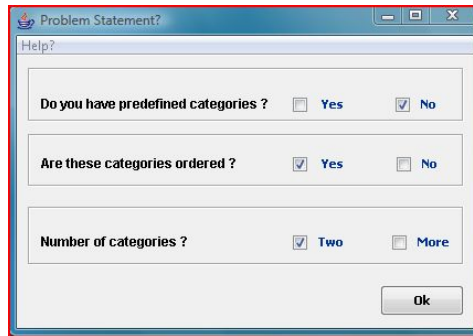 Problem Statement?
Help?
Do you have predefined categories ? Yes No
Are these categories ordered ? Yes No
Number of categories ? Two More
Ok